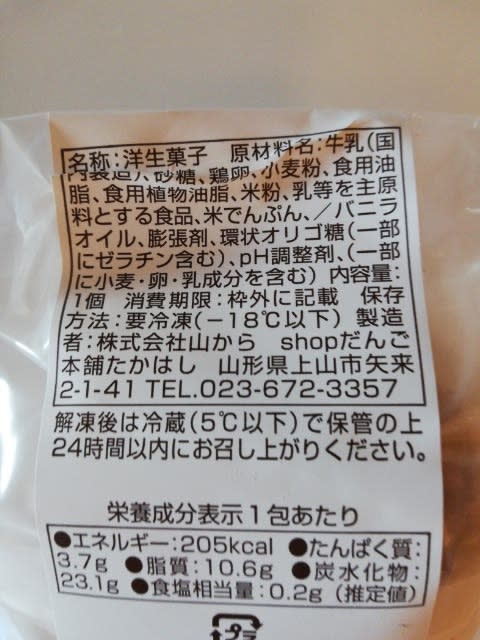 名称:洋生菓子 原材料名:牛乳(国
内製造)、砂糖、鶏卵、小麦粉、食用油
脂、食用植物油脂、米粉、乳等を主原
料とする食品、米でんぷん、/バニラ
オイル、膨張剤、環状オリゴ糖(一部
にゼラチン含む)、pH調整剤、(一部
に小麦・卵・乳成分を含む) 内容量:
1個 消費期限:枠外に記載 保存
方法:要冷凍(−18℃以下) 製造
者:株式会社山から shopだんご
本舗たかはし 山形県上山市矢来
2-1-41 TEL.023-672-3357
解凍後は冷蔵(5℃以下)で保管の上
24時間以内にお召し上がりください。
栄養成分表示1包あたり
●エネルギー:205kcal ●たんぱく質:
3.7g ●脂質:10.6g ●炭水化物:
23.1g ●食塩相当量:0.2g (推定値)
プラ